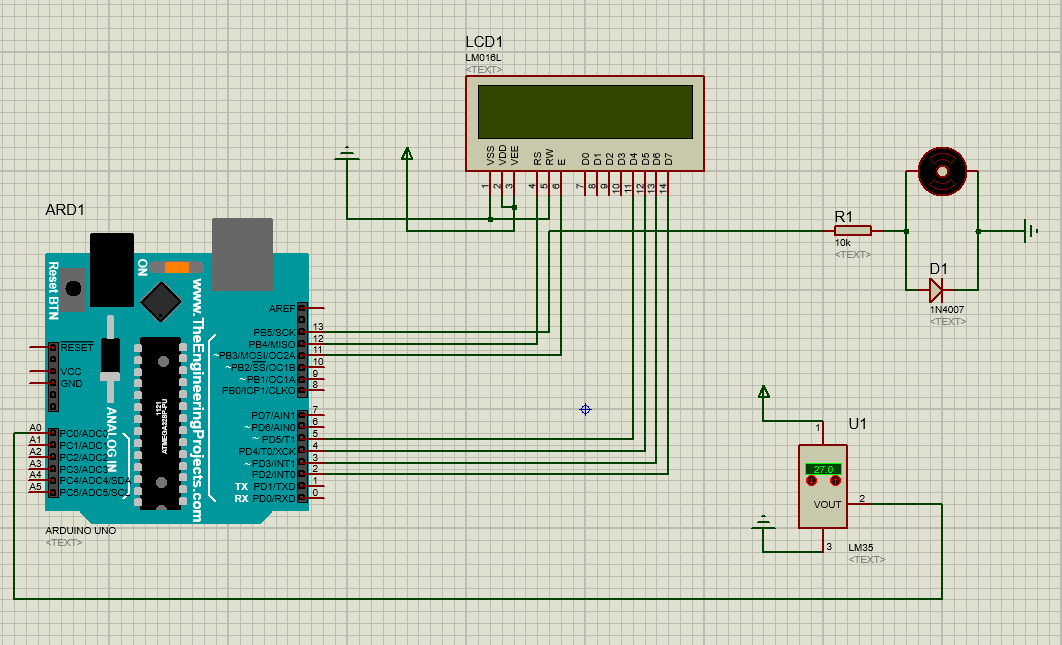 LCD1
LM016L
<TEXT>
VSS
VDD
VEE
RS
RW
E
D0
D1
D2
D3
D4
D5
D6
D7
1
2
3
4
5
6
7
8
9
10
11
12
13
14
ARD1
Reset BTN
ON
www.TheEngineeringProjects.com
AREF
PB5/SCK 13
PB4/MISO 12
~PB3/MOSI/OC2A 11
~PB2/SS/OC1B 10
~PB1/OC1A 9
PB0/ICP1/CLKO 8
PD7/AIN1 7
~PD6/AIN0 6
~PD5/T1 5
PD4/T0/XCK 4
~PD3/INT1 3
PD2/INT0 2
TX PD1/TXD 1
RX PD0/RXD 0
RESET
VCC
GND
ANALOG IN
A0 PC0/ADC0
A1 PC1/ADC1
A2 PC2/ADC2
A3 PC3/ADC3
A4 PC4/ADC4/SDA
A5 PC5/ADC5/SCL
1121
ATMEGA328P-PU
ARDUINO UNO
<TEXT>
R1
10k
<TEXT>
D1
1N4007
<TEXT>
U1
1
27.0
VOUT 2
3
LM35
<TEXT>